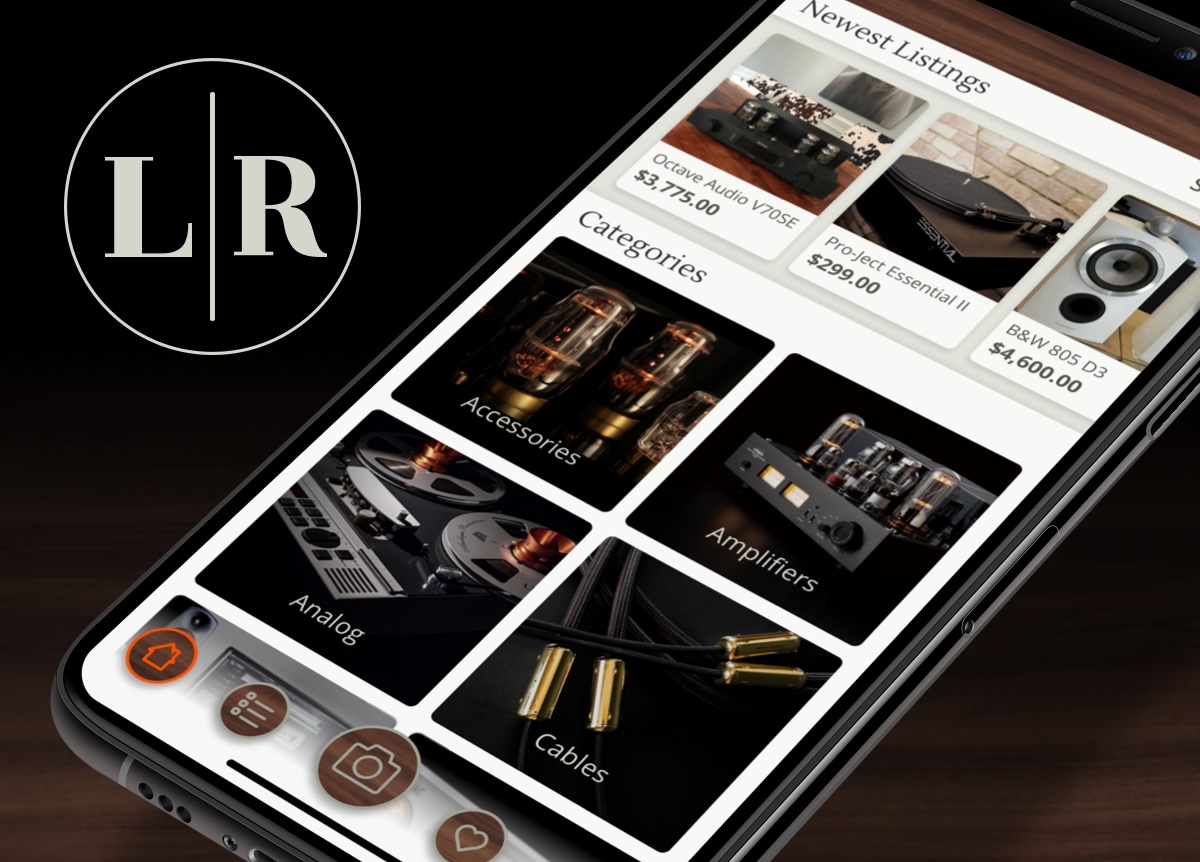 L R
Newest Listings
Octave Audio V70SE
$3,775.00
Pro-Ject Essential II
$299.00
B&W 805 D3
$4,600.00
ESSENTIAL
Categories
Accessories
Amplifiers
Analog
Cables